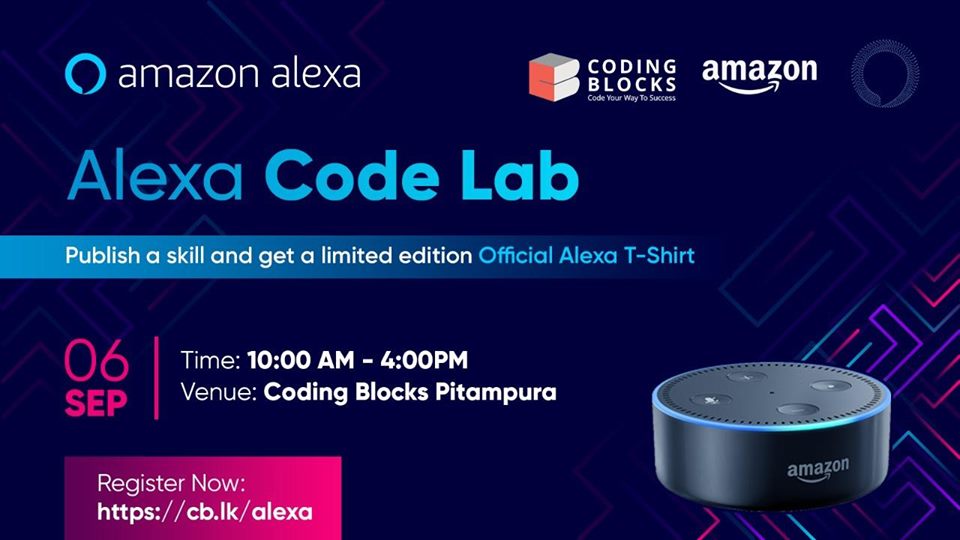 amazon alexa
CODING
BLOCKS
Code Your Way To Success
amazon
Alexa Code Lab
Publish a skill and get a limited edition Official Alexa T-Shirt
06
SEP
Time: 10:00 AM - 4:00PM
Venue: Coding Blocks Pitampura
amazon
Register Now:
https://cb.lk/alexa